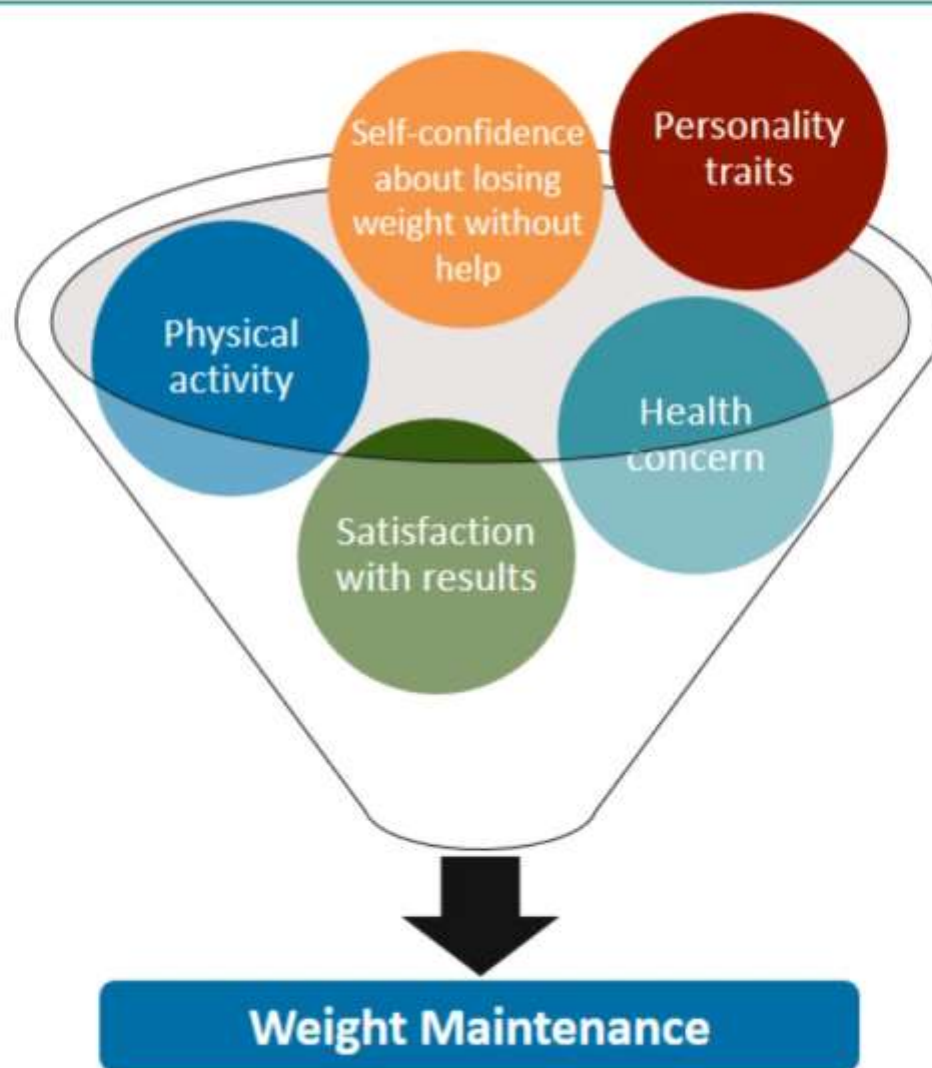 Self-confidence
about losing
weight without
help
Personality
traits
Physical
activity
Health
concern
Satisfaction
with results
Weight Maintenance